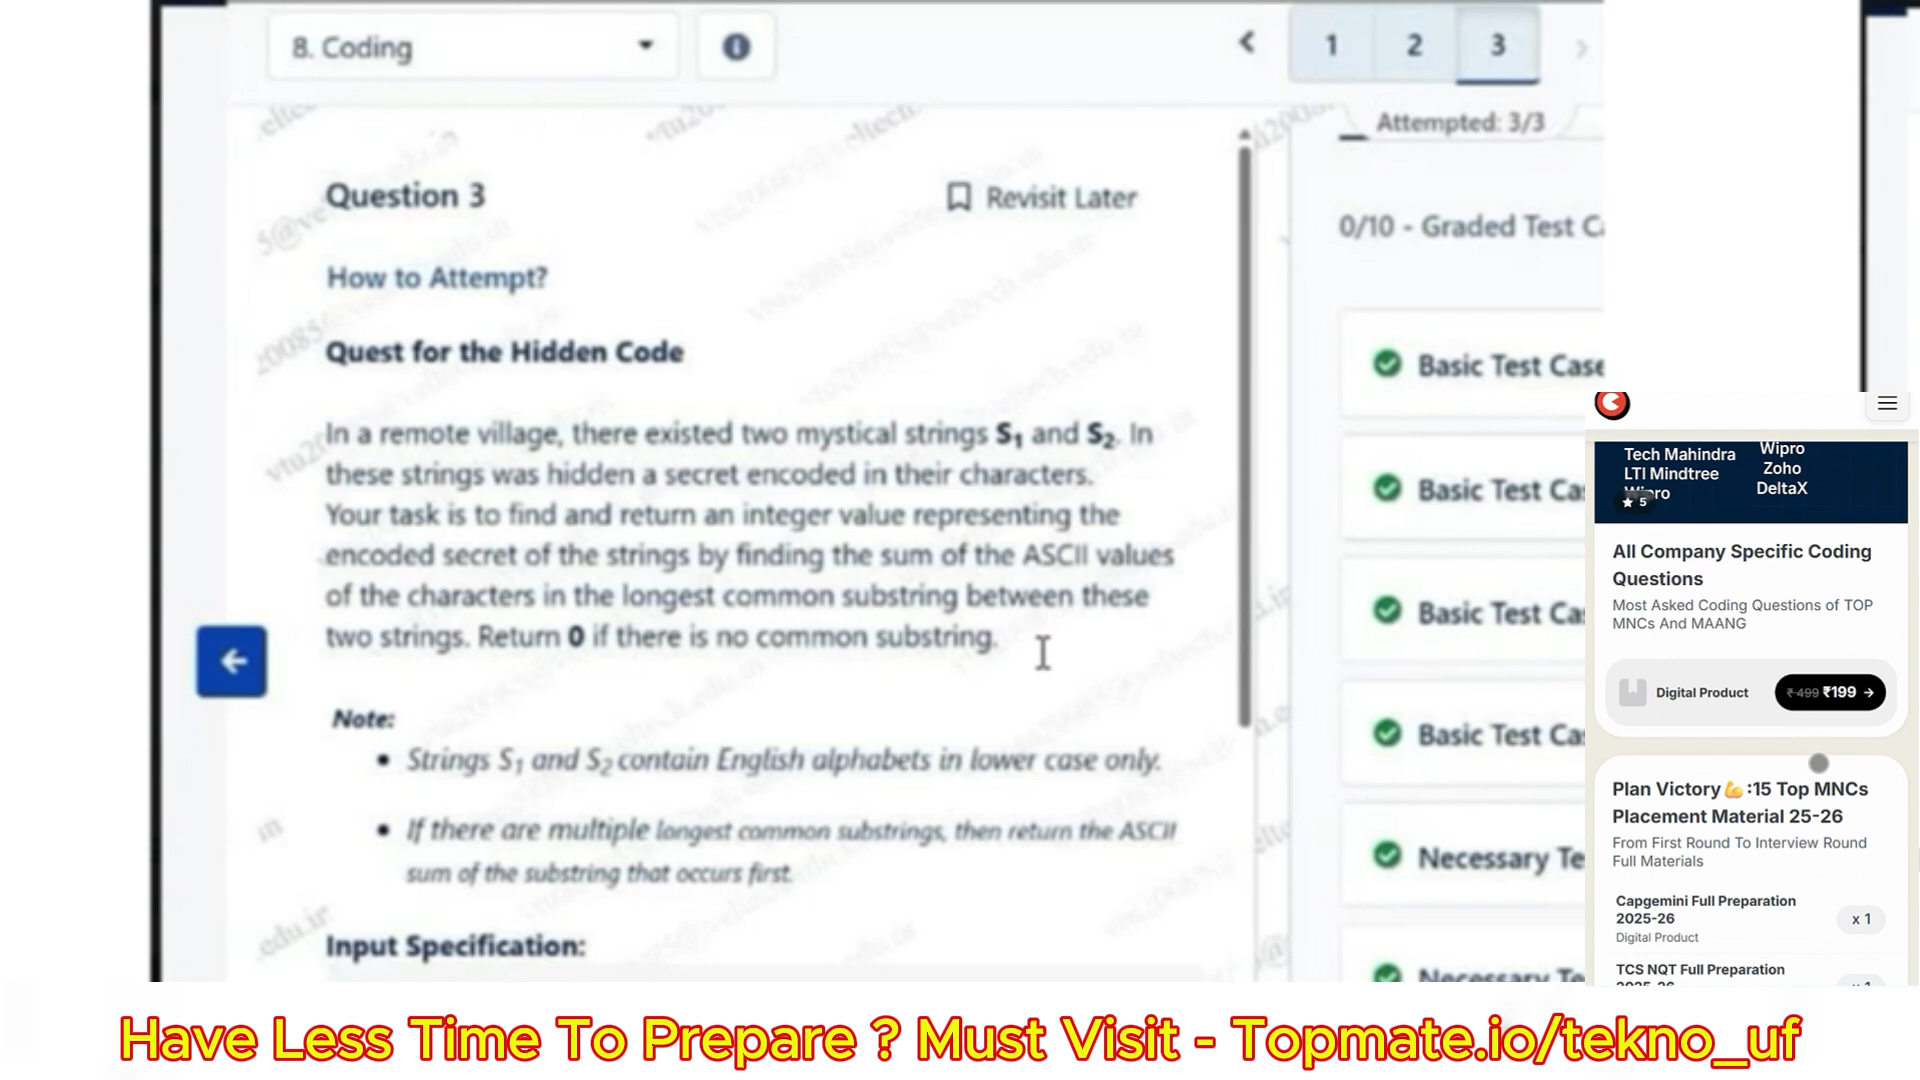 8. Coding
1
2
3
Attempted: 3/3
Question 3
Revisit Later
0/10 - Graded Test
How to Attempt?
Quest for the Hidden Code
In a remote village, there existed two mystical strings S1 and S2. In
these strings was hidden a secret encoded in their characters.
Your task is to find and return an integer value representing the
encoded secret of the strings by finding the sum of the ASCII values
of the characters in the longest common substring between these
two strings. Return 0 if there is no common substring.
Note:
• Strings S1 and S2 contain English alphabets in lower case only.
• If there are multiple longest common substrings, then return the ASCII
sum of the substring that occurs first.
Input Specification:
Basic Test Case
Basic Test Ca
Basic Test Ca
Basic Test Ca
Necessary Te
Necessary Te
Tech Mahindra
LTI Mindtree
Wipro
Wipro
Zoho
DeltaX
★ 5
All Company Specific Coding
Questions
Most Asked Coding Questions of TOP
MNCs And MAANG
Digital Product
₹499 ₹199 →
Plan Victory💪:15 Top MNCs
Placement Material 25-26
From First Round To Interview Round
Full Materials
Capgemini Full Preparation
2025-26
Digital Product
x 1
TCS NQT Full Preparation
2025-26
x 1
Have Less Time To Prepare ? Must Visit - Topmate.io/tekno_uf